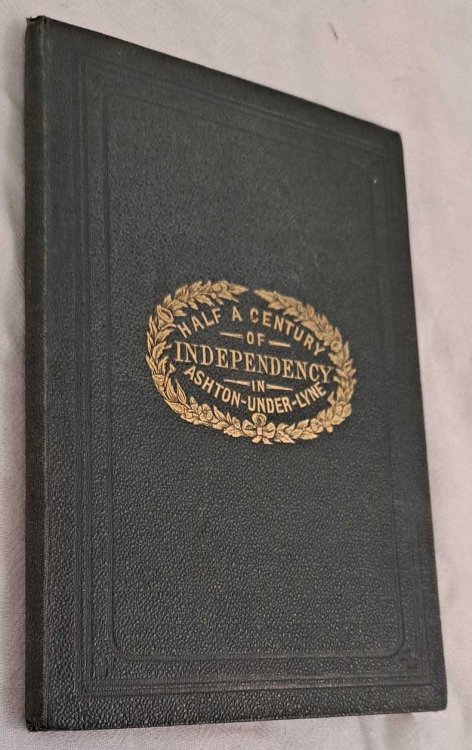 HALF A CENTURY
OF
INDEPENDENCY
IN
ASHTON-UNDER-LYNE